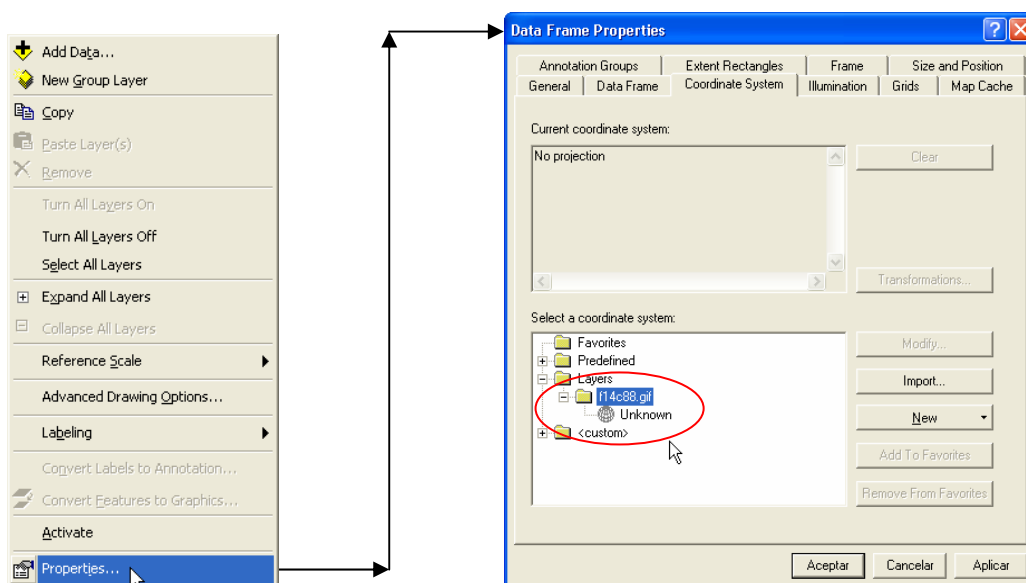 Add Data...
New Group Layer
Copy
Paste Layer(s)
Remove
Turn All Layers On
Turn All Layers Off
Select All Layers
Expand All Layers
Collapse All Layers
Reference Scale
Advanced Drawing Options...
Labeling
Convert Labels to Annotation...
Convert Features to Graphics...
Activate
Properties...
Data Frame Properties
Annotation Groups Extent Rectangles Frame Size and Position
General Data Frame Coordinate System Illumination Grids Map Cache
Current coordinate system:
No projection
Clear
Transformations...
Select a coordinate system:
Favorites
Predefined
Layers
f14c88.gif
Unknown
<custom>
Modify...
Import...
New
Add To Favorites
Remove From Favorites
Aceptar Cancelar Aplicar